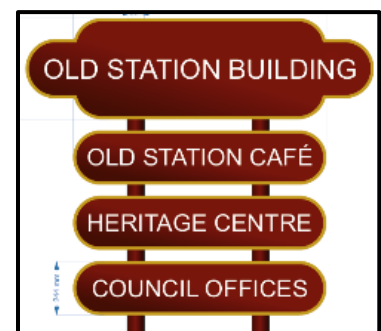 OLD STATION BUILDING
OLD STATION CAFÉ
HERITAGE CENTRE
COUNCIL OFFICES